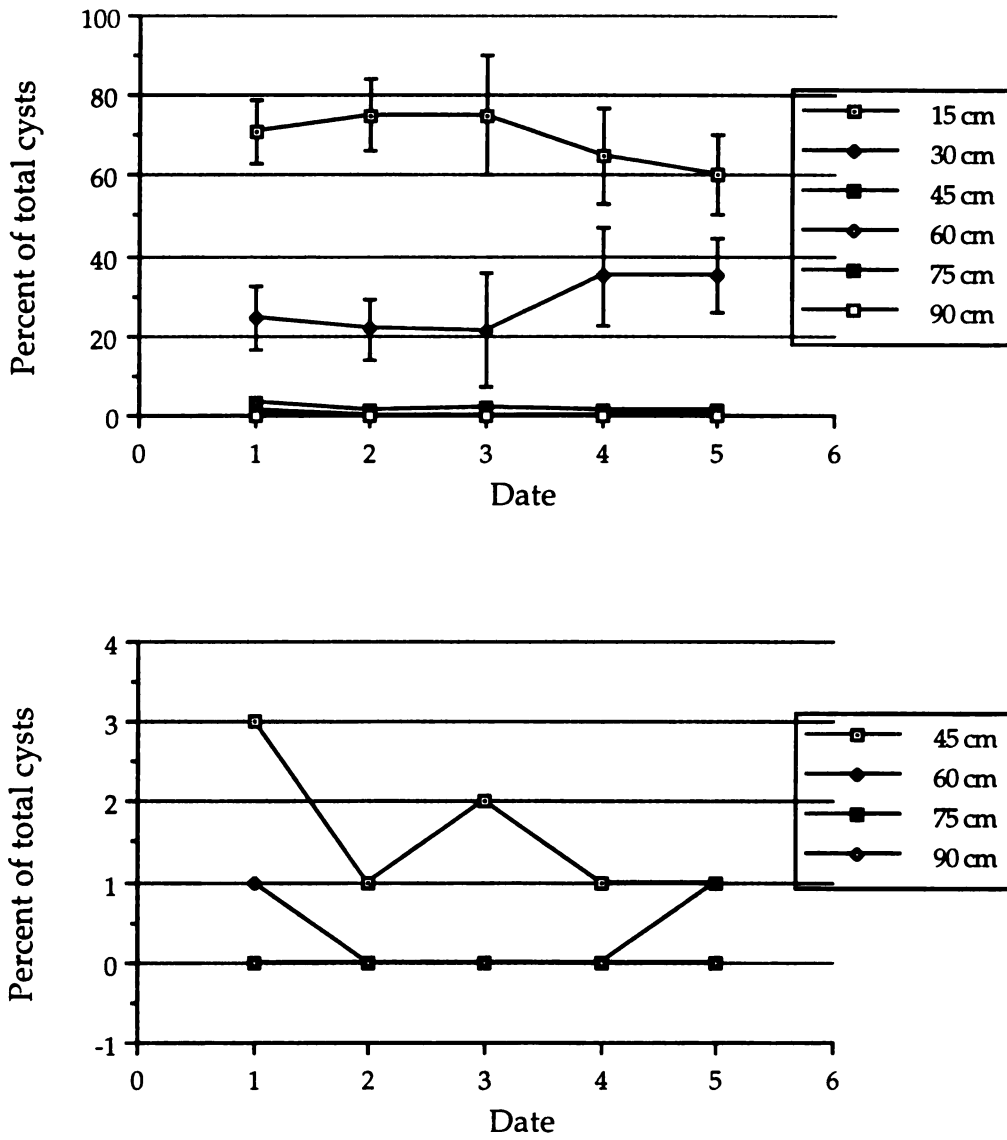 Percent of total cysts
100
80
60
40
20
0
0 1 2 3 4 5 6
Date
15 cm
30 cm
45 cm
60 cm
75 cm
90 cm
Percent of total cysts
4
3
2
1
0
-1
0 1 2 3 4 5 6
Date
45 cm
60 cm
75 cm
90 cm